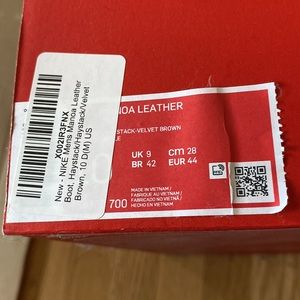 X002IR3FNX
New - NIKE Mens Manoa Leather
Boot, Haystack/Haystack/Velvet
Brown, 10 D(M) US
NOA LEATHER
STACK-VELVET BROWN
LE
UK 9
CM 28
BR 42
EUR 44
700
MADE IN VIETNAM /
FABRIQUÉ AU VIETNAM /
FABRICADO NO VIETNÃ /
HECHO EN VIETNAM